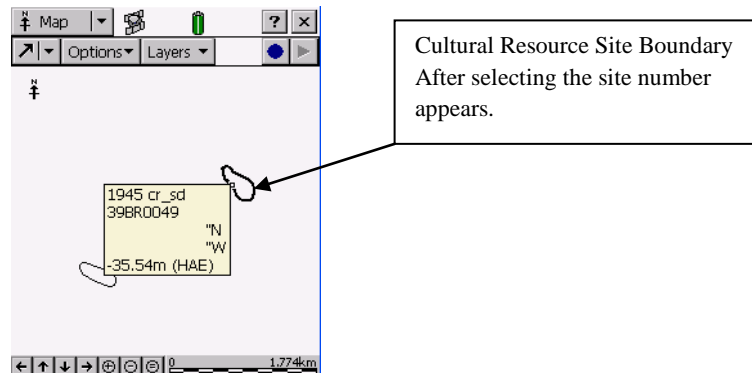 Map
?
×
Options
Layers
N
1945 cr_sd
39BR0049
"N
"W
-35.54m (HAE)
0 1.774km
Cultural Resource Site Boundary
After selecting the site number
appears.